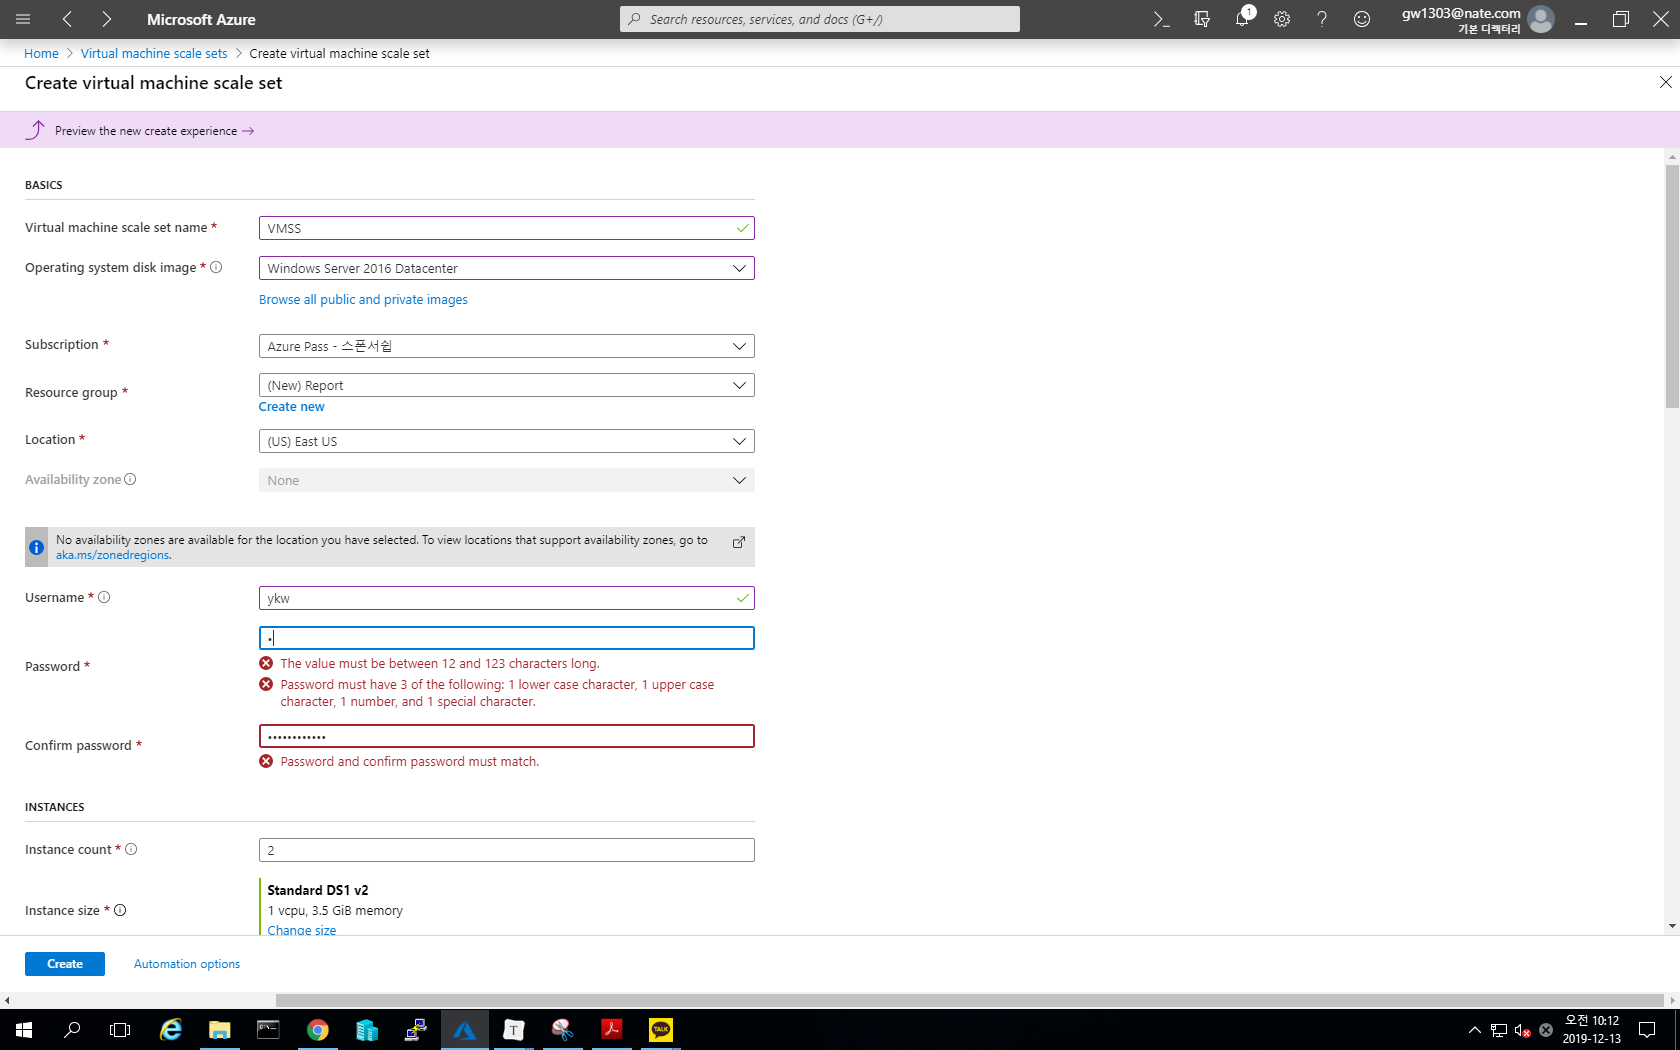 Microsoft Azure
Search resources, services, and docs (G+/)
1
gw1303@nate.com
기본 디렉터리
Home > Virtual machine scale sets > Create virtual machine scale set
Create virtual machine scale set
Preview the new create experience →
BASICS
Virtual machine scale set name *
VMSS
Operating system disk image *
Windows Server 2016 Datacenter
Browse all public and private images
Subscription *
Azure Pass - 스폰서쉽
Resource group *
(New) Report
Create new
Location *
(US) East US
Availability zone
None
No availability zones are available for the location you have selected. To view locations that support availability zones, go to
aka.ms/zonedregions.
Username *
ykw
Password *
•
The value must be between 12 and 123 characters long.
Password must have 3 of the following: 1 lower case character, 1 upper case
character, 1 number, and 1 special character.
Confirm password *
••••••••••••
Password and confirm password must match.
INSTANCES
Instance count *
2
Instance size *
Standard DS1 v2
1 vcpu, 3.5 GiB memory
Change size
Create
Automation options
T
TALK
오전 10:12
2019-12-13